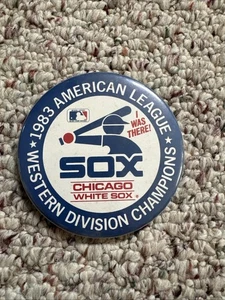 ★ 1983 AMERICAN LEAGUE ★
WESTERN DIVISION CHAMPIONS
I
WAS
THERE!
SOX
CHICAGO
WHITE SOX®